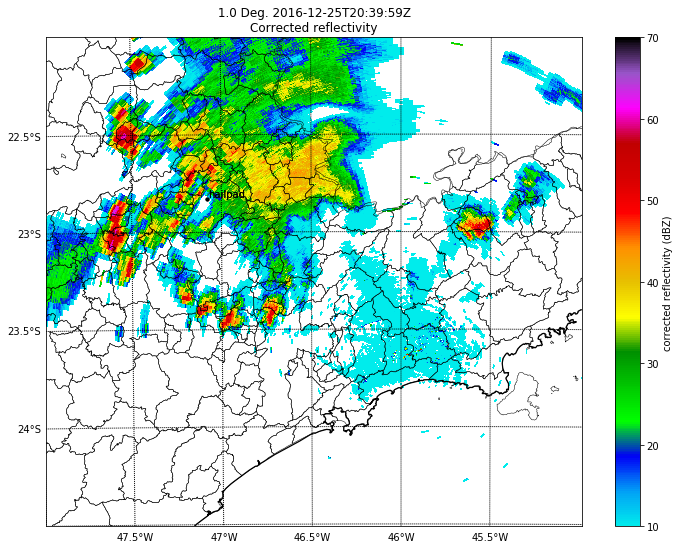 1.0 Deg. 2016-12-25T20:39:59Z
Corrected reflectivity
22.5°S
23°S
23.5°S
24°S
47.5°W
47°W
46.5°W
46°W
45.5°W
hailpad
70
60
50
40
30
20
10
corrected reflectivity (dBZ)